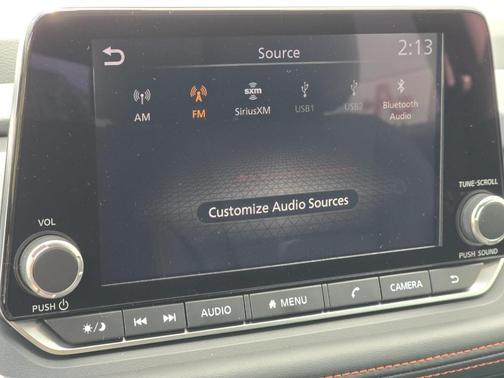 Source
2:13
AM
FM
sxm
SiriusXM
USB1
USB2
Bluetooth
Audio
Customize Audio Sources
VOL
PUSH
TUNE-SCROLL
PUSH SOUND
AUDIO
MENU
CAMERA